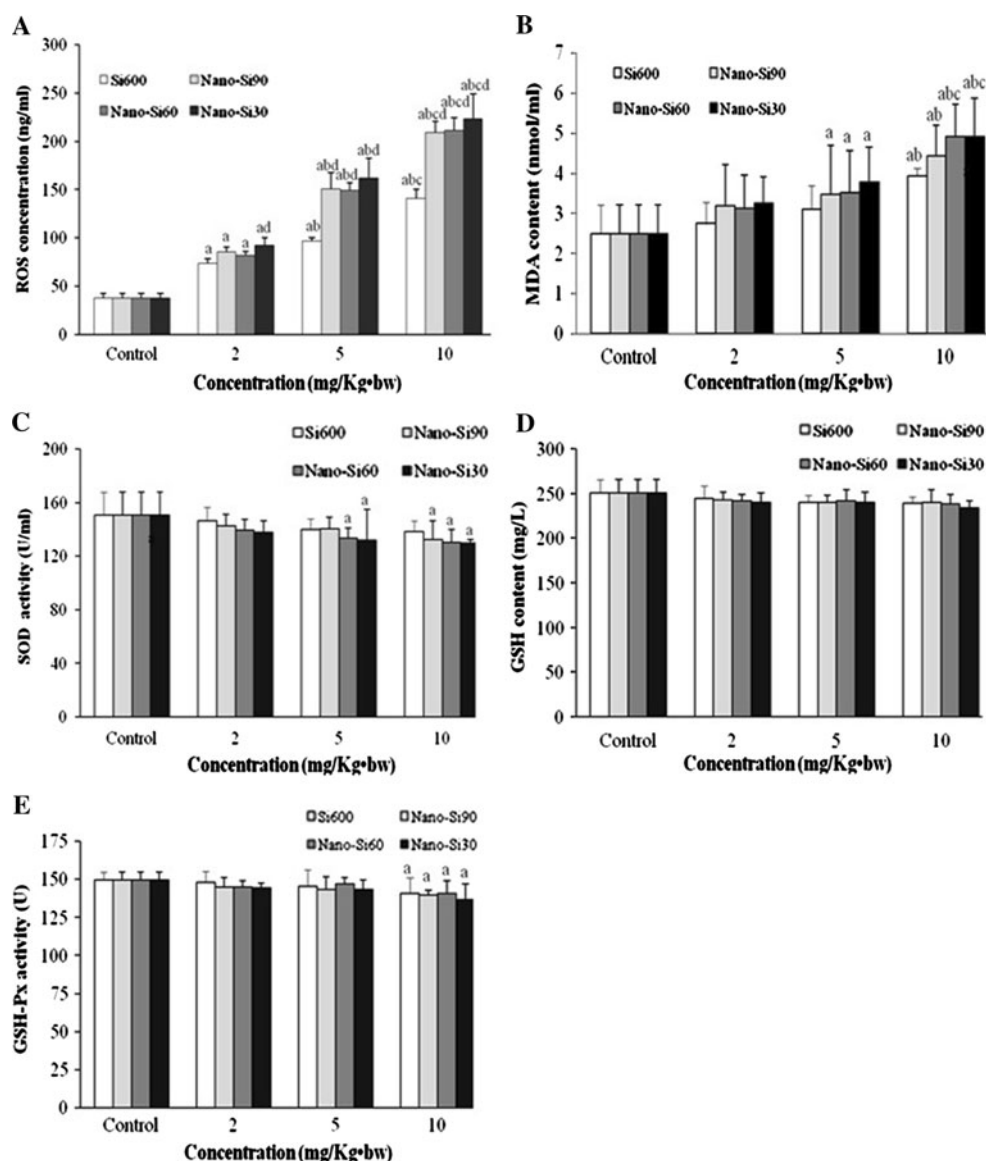 A
300
250
200
150
100
50
0
ROS concentration (ng/ml)
Si600 Nano-Si90
Nano-Si60 Nano-Si30
a a a ad
ab abd abd abd
abc abcd abcd abcd
Control 2 5 10
Concentration (mg/Kg•bw)
B
7
6
5
4
3
2
1
0
MDA content (nmol/ml)
Si600 Nano-Si90
Nano-Si60 Nano-Si30
a a a
ab ab abc abc
Control 2 5 10
Concentration (mg/Kg•bw)
C
200
160
120
80
40
0
SOD activity (U/ml)
Si600 Nano-Si90
Nano-Si60 Nano-Si30
a a
a a a
Control 2 5 10
Concentration (mg/Kg•bw)
D
300
250
200
150
100
50
0
GSH content (mg/L)
Si600 Nano-Si90
Nano-Si60 Nano-Si30
Control 2 5 10
Concentration (mg/Kg•bw)
E
175
150
125
100
75
50
25
0
GSH-Px activity (U)
Si600 Nano-Si90
Nano-Si60 Nano-Si30
a a a a
Control 2 5 10
Concentration (mg/Kg•bw)